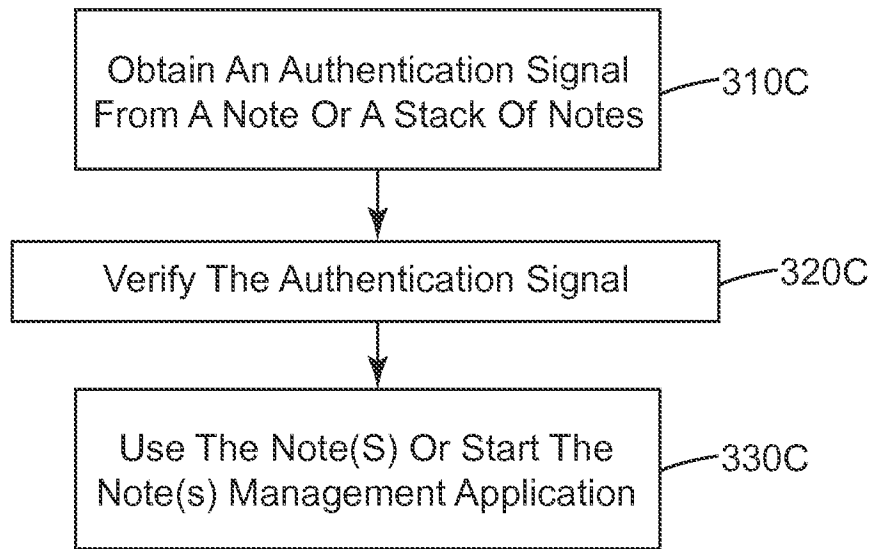 Obtain An Authentication Signal
From A Note Or A Stack Of Notes
310C
Verify The Authentication Signal
320C
Use The Note(S) Or Start The
Note(s) Management Application
330C